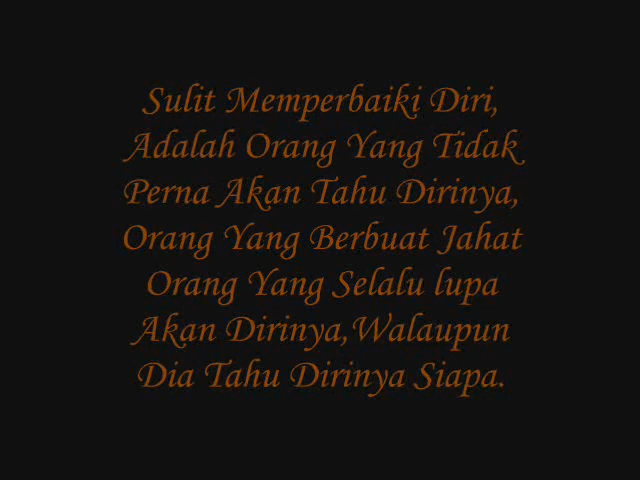 Sulit Memperbaiki Diri,
Adalah Orang Yang Tidak
Perna Akan Tahu Dirinya,
Orang Yang Berbuat Jahat
Orang Yang Selalu lupa
Akan Dirinya,Walaupun
Dia Tahu Dirinya Siapa.